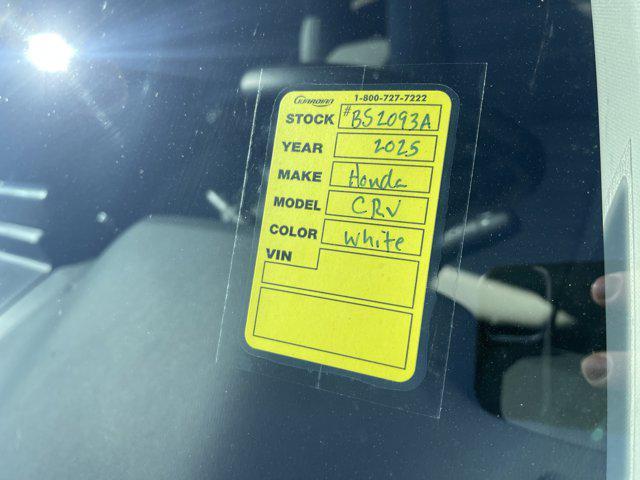 GUARDIAN 1-800-727-7222
STOCK #BS2093A
YEAR 2025
MAKE Honda
MODEL CRV
COLOR White
VIN